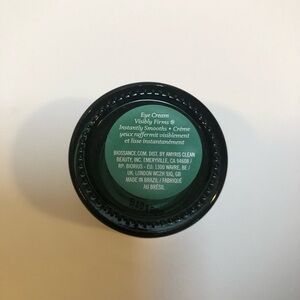 Eye Cream
Visibly Firms &
Instantly Smooths • Crème
yeux raffermit visiblement
et lisse instantanément
BIOSSANCE.COM. DIST. BY AMYRIS CLEAN
BEAUTY, INC. EMERYVILLE, CA 94608 /
RP: BIORIUS - EU: 1300 WAVRE, BE /
UK: LONDON WC2H 9JQ, GB
MADE IN BRAZIL / FABRIQUÉ
AU BRÉSIL